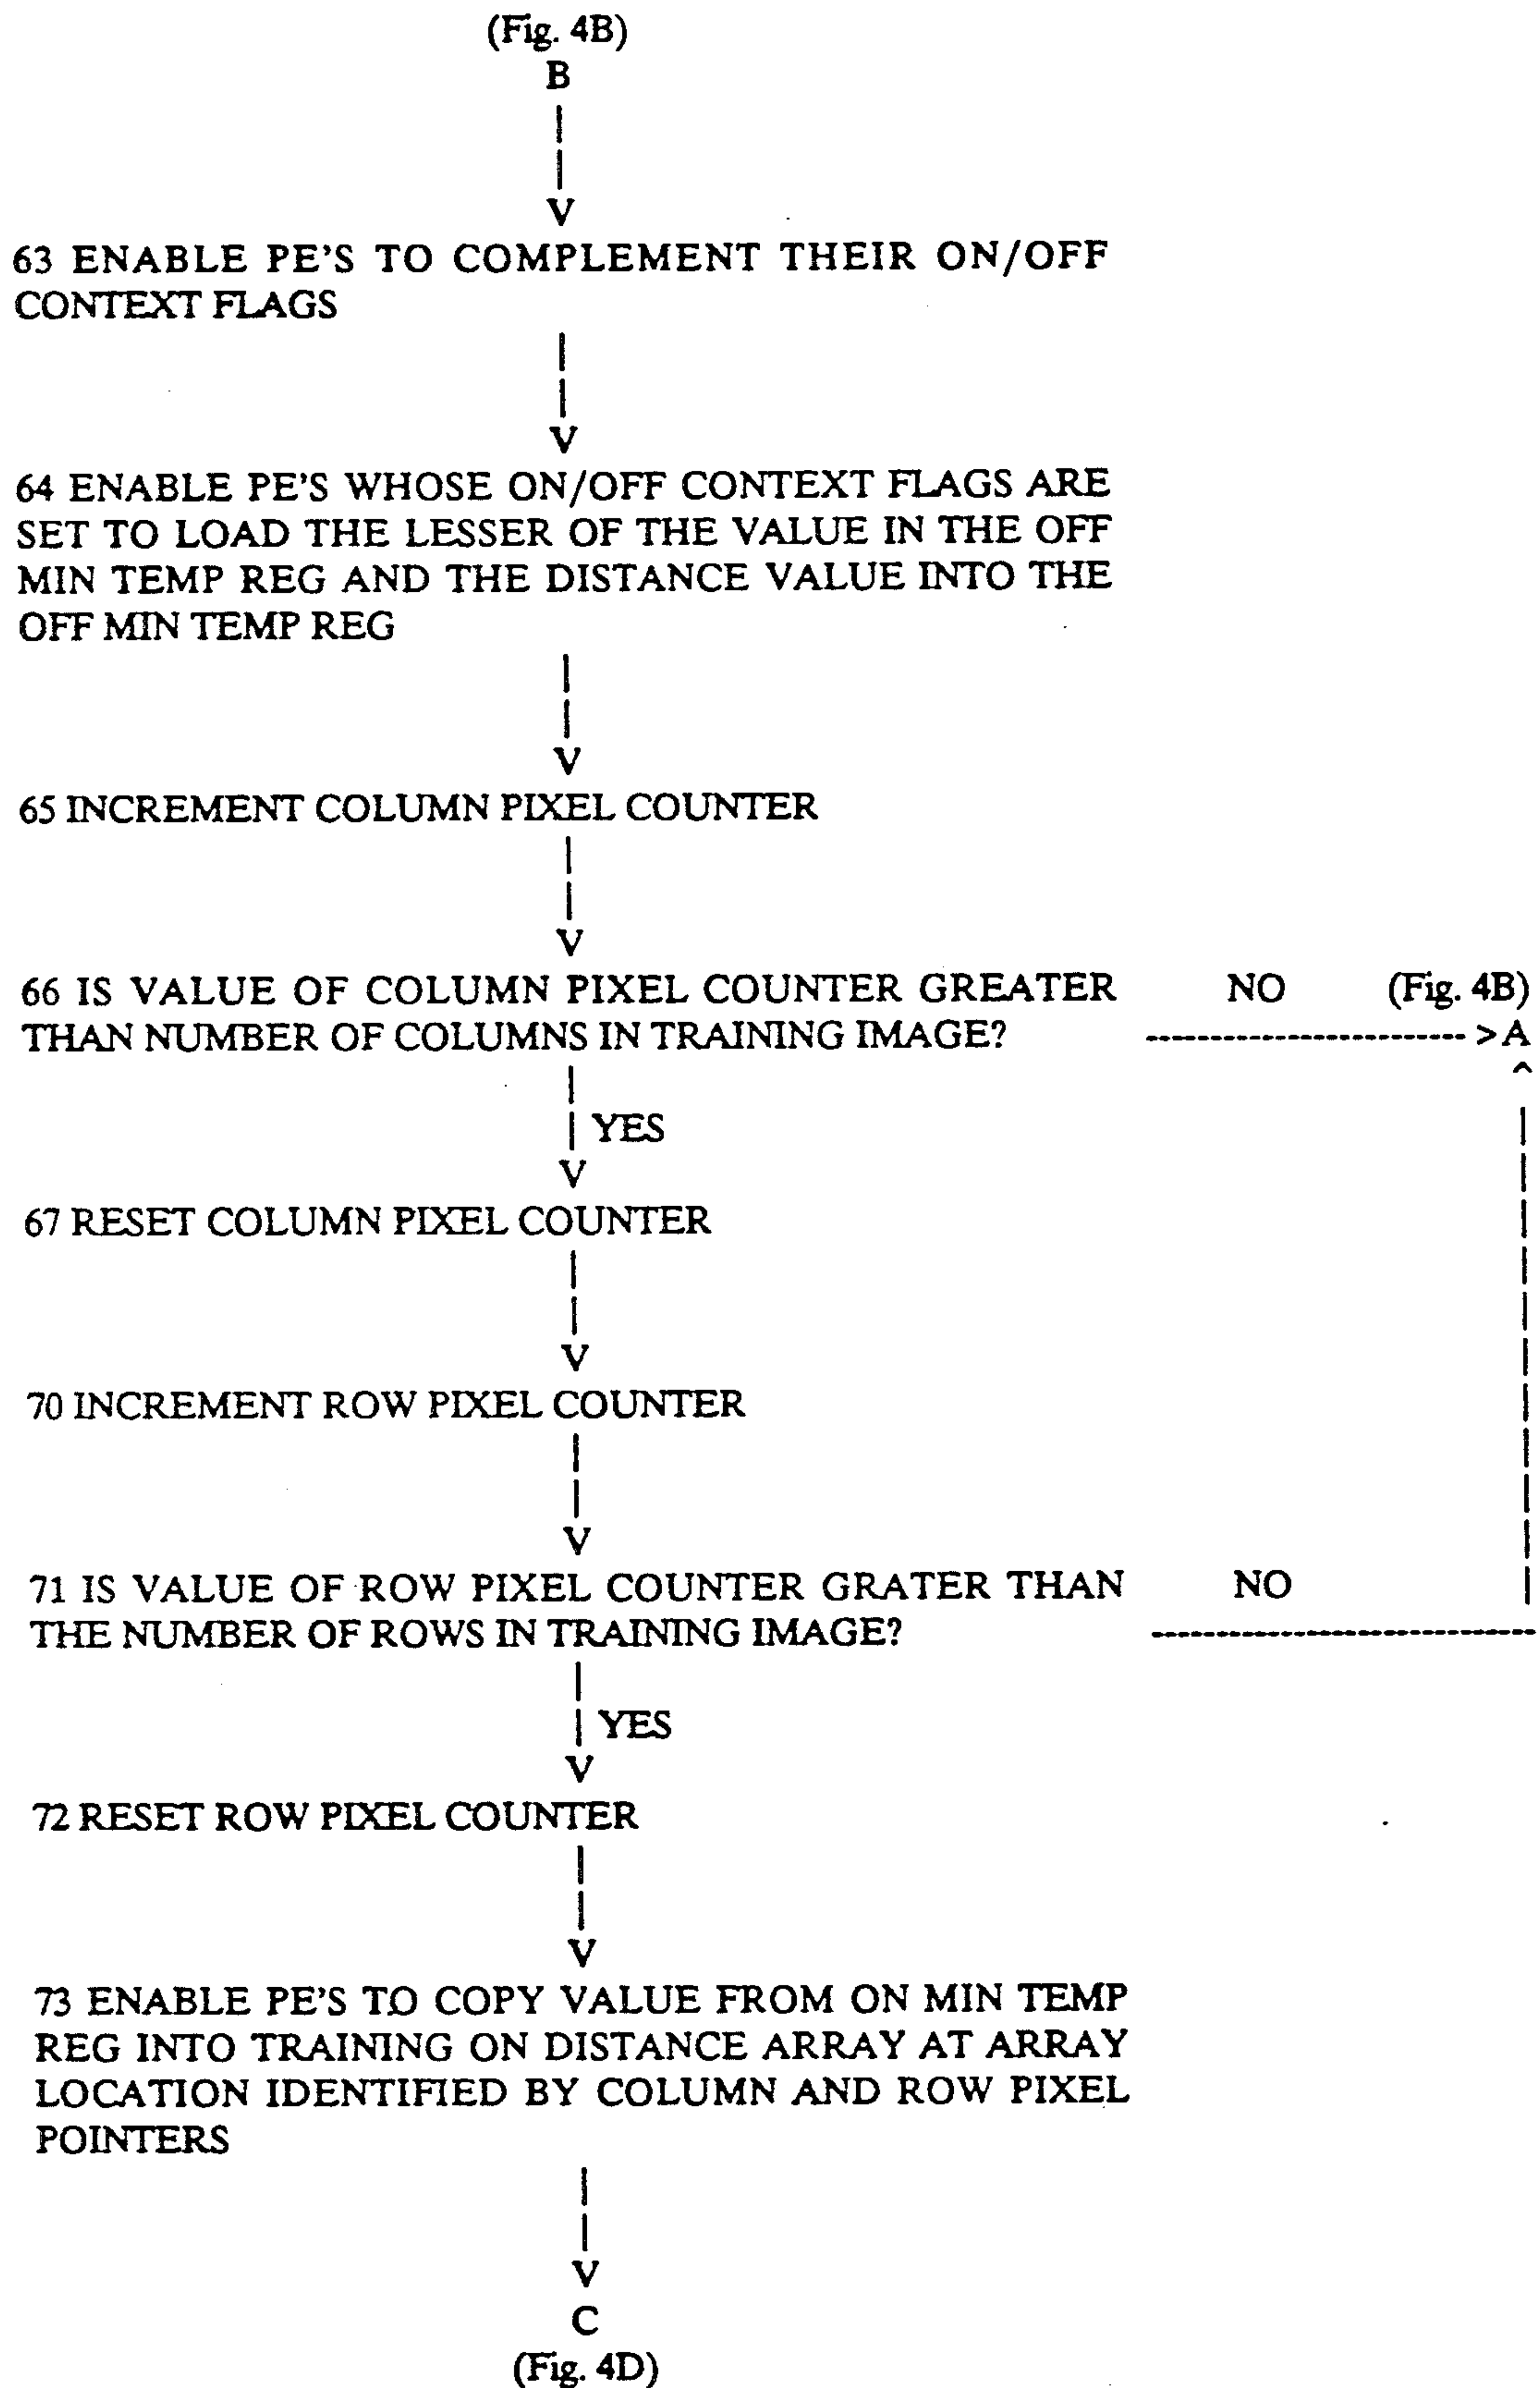 (Fig. 4B)
B
V
63 ENABLE PE'S TO COMPLEMENT THEIR ON/OFF
CONTEXT FLAGS
V
64 ENABLE PE'S WHOSE ON/OFF CONTEXT FLAGS ARE
SET TO LOAD THE LESSER OF THE VALUE IN THE OFF
MIN TEMP REG AND THE DISTANCE VALUE INTO THE
OFF MIN TEMP REG
V
65 INCREMENT COLUMN PIXEL COUNTER
V
66 IS VALUE OF COLUMN PIXEL COUNTER GREATER NO (Fig. 4B)
THAN NUMBER OF COLUMNS IN TRAINING IMAGE? ------------------------- >A
^
YES
V
67 RESET COLUMN PIXEL COUNTER
V
70 INCREMENT ROW PIXEL COUNTER
V
71 IS VALUE OF ROW PIXEL COUNTER GRATER THAN NO
THE NUMBER OF ROWS IN TRAINING IMAGE? ------------------------------
YES
V
72 RESET ROW PIXEL COUNTER
V
73 ENABLE PE'S TO COPY VALUE FROM ON MIN TEMP
REG INTO TRAINING ON DISTANCE ARRAY AT ARRAY
LOCATION IDENTIFIED BY COLUMN AND ROW PIXEL
POINTERS
V
C
(Fig. 4D)